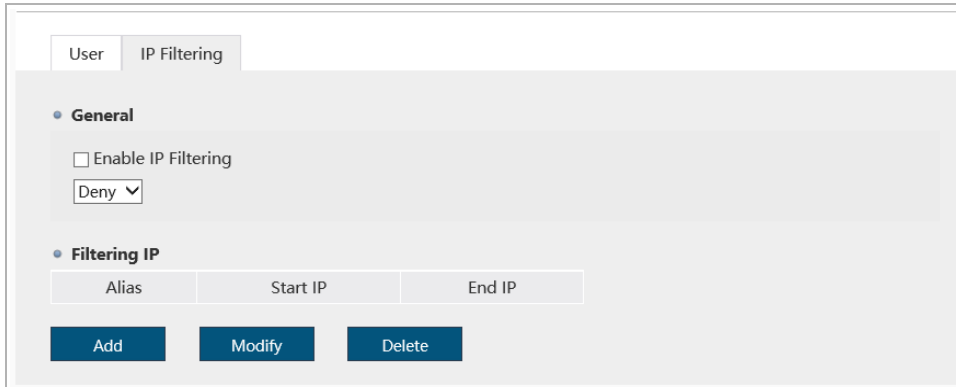 User IP Filtering
General
Enable IP Filtering
Deny
Filtering IP
Alias Start IP End IP
Add Modify Delete